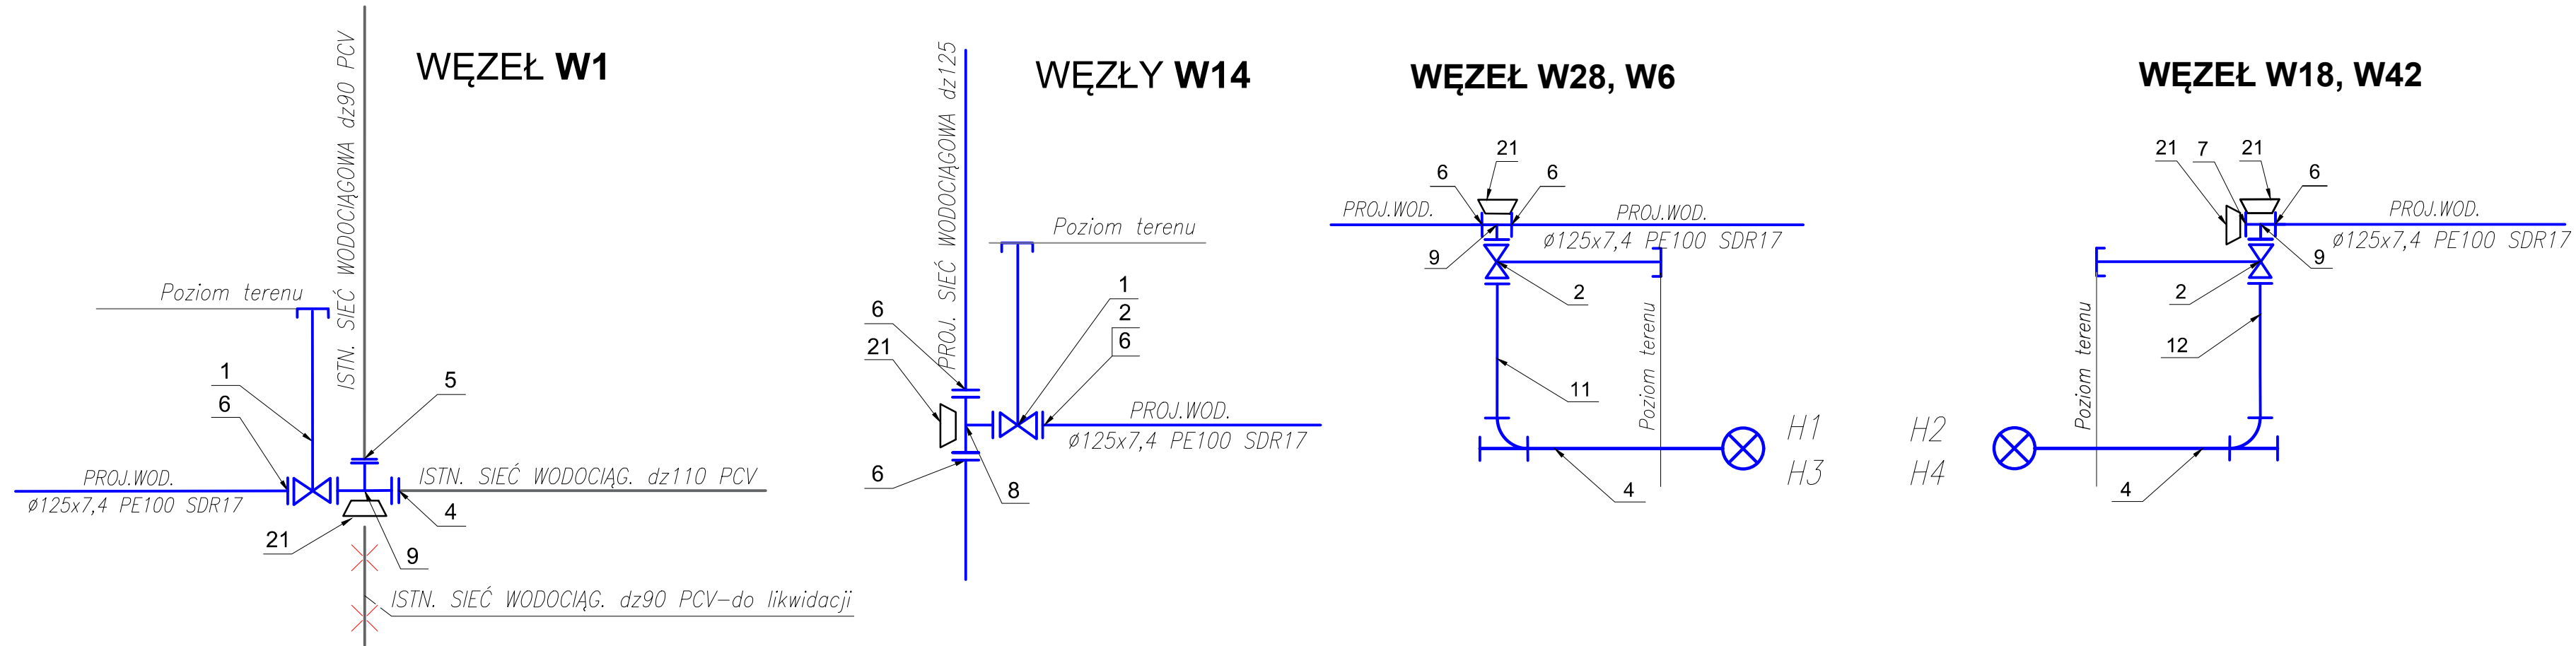 WĘZEŁ W1
ISTN. SIEĆ WODOCIĄGOWA dz90 PCV
Poziom terenu
1
6
5
PROJ.WOD.
ø125x7,4 PE100 SDR17
ISTN. SIEĆ WODOCIĄG. dz110 PCV
4
21
9
ISTN. SIEĆ WODOCIĄG. dz90 PCV-do likwidacji
WĘZŁY W14
PROJ. SIEĆ WODOCIĄGOWA dz125
Poziom terenu
6
21
1
2
6
PROJ.WOD.
ø125x7,4 PE100 SDR17
6
8
WĘZEŁ W28, W6
21
6
6
PROJ.WOD.
PROJ.WOD.
ø125x7,4 PE100 SDR17
9
2
Poziom terenu
11
4
H1
H3
WĘZEŁ W18, W42
21
7
21
6
PROJ.WOD.
ø125x7,4 PE100 SDR17
9
2
Poziom terenu
12
4
H2
H4